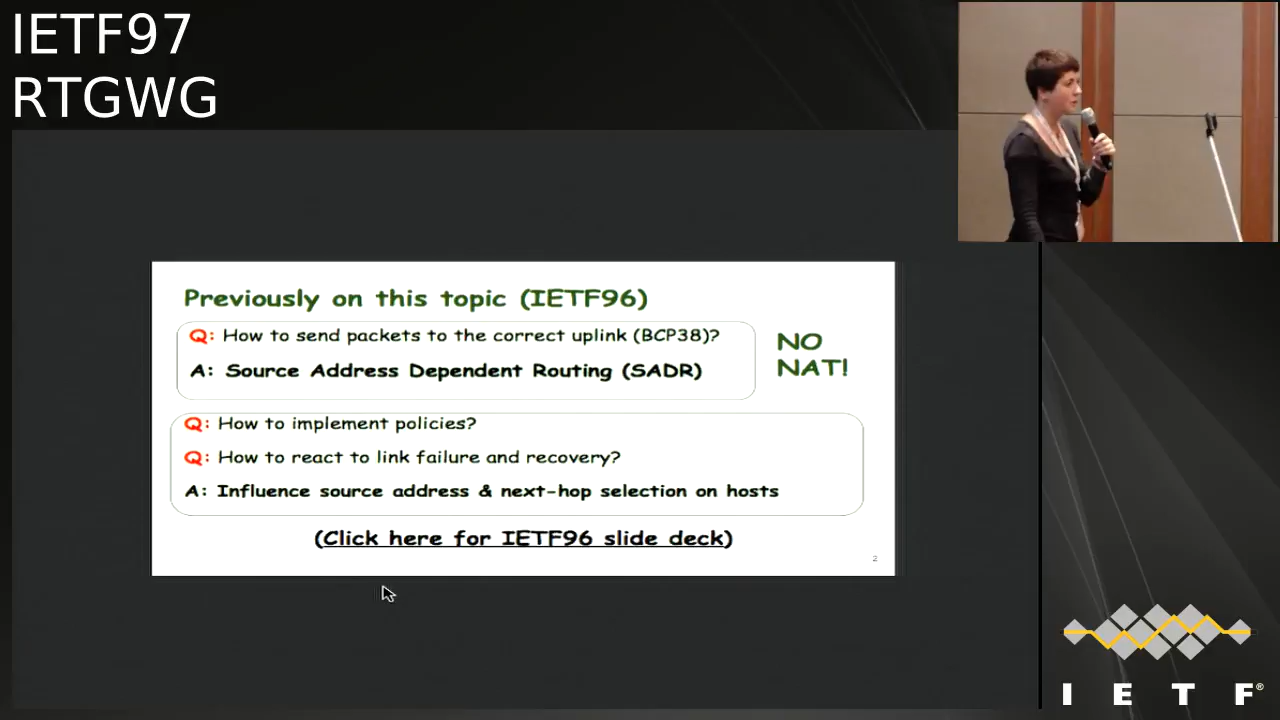 IETF97
RTGWG
Previously on this topic (IETF96)
Q: How to send packets to the correct uplink (BCP38)?
A: Source Address Dependent Routing (SADR)
NO
NAT!
Q: How to implement policies?
Q: How to react to link failure and recovery?
A: Influence source address & next-hop selection on hosts
(Click here for IETF96 slide deck)
2
I E T F®